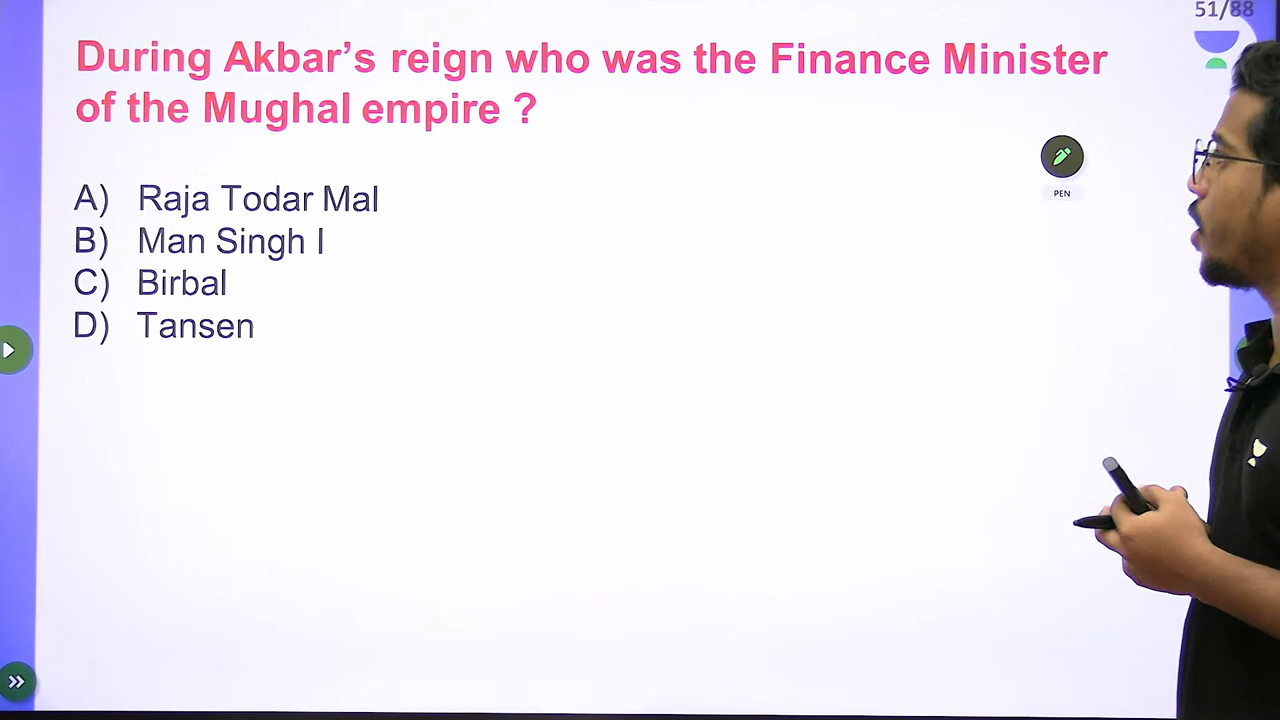 51/88
During Akbar’s reign who was the Finance Minister
of the Mughal empire ?
PEN
A) Raja Todar Mal
B) Man Singh I
C) Birbal
D) Tansen